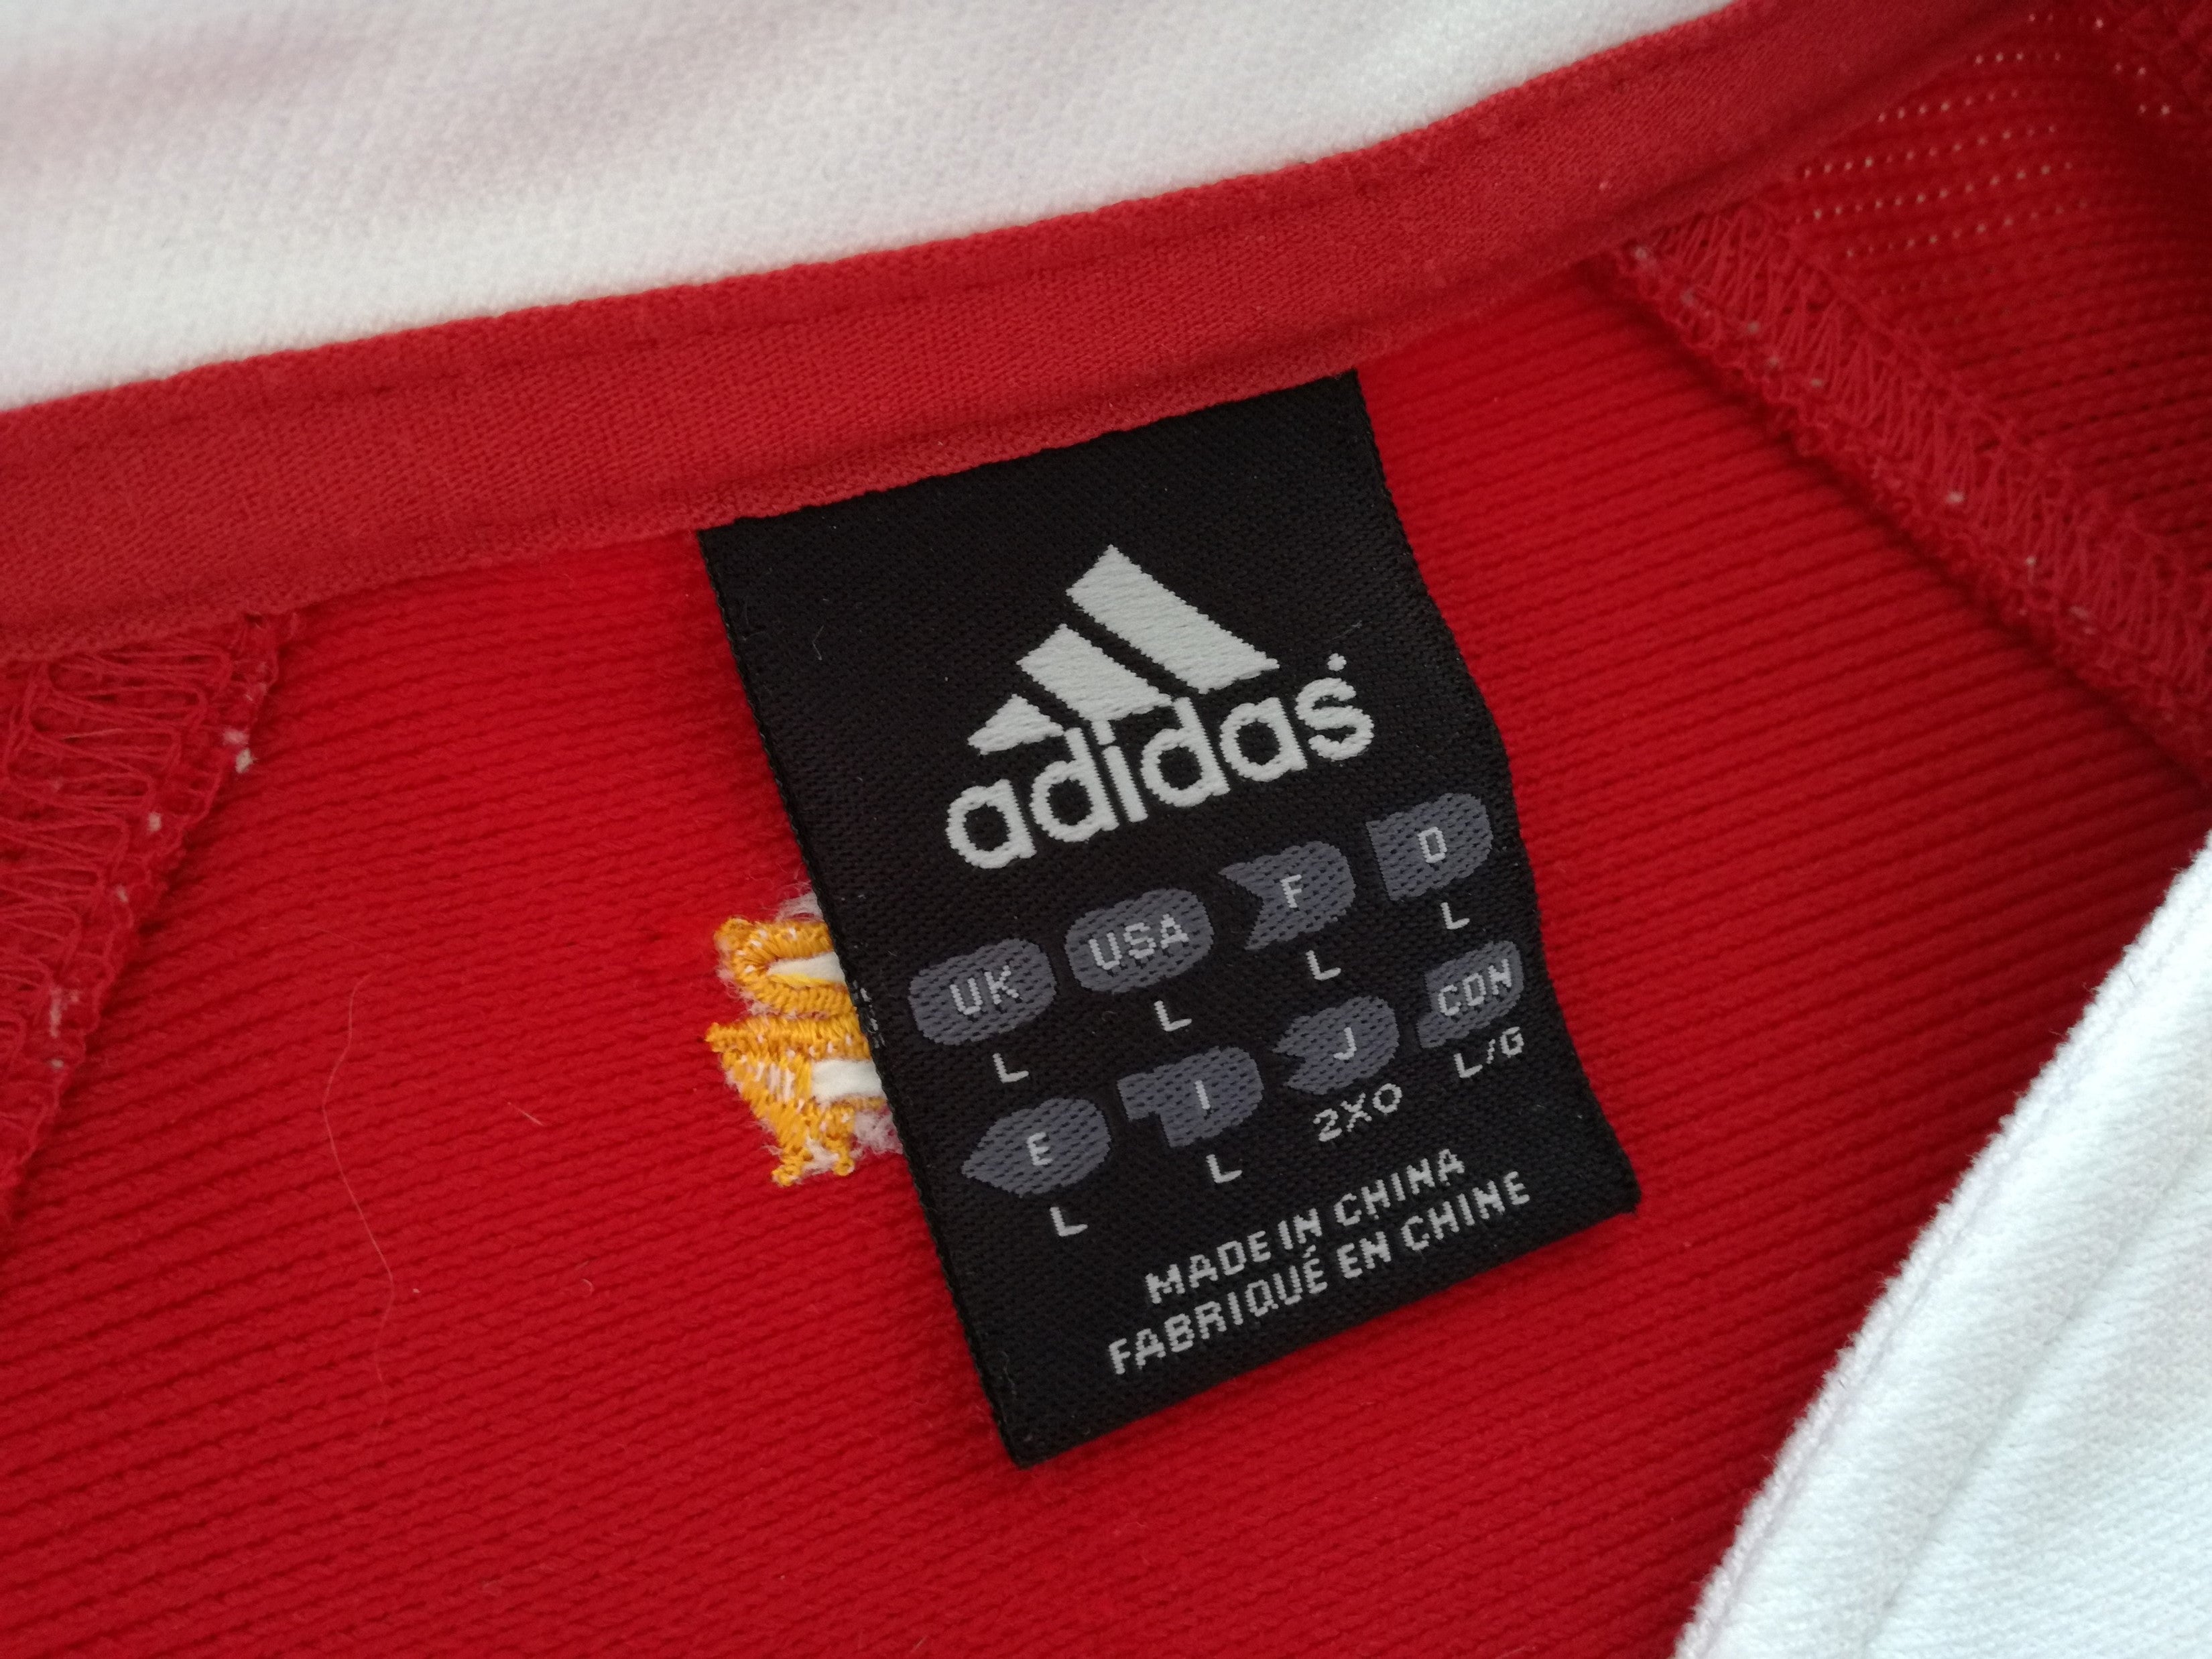 adidas
UK USA F D
L L L L
E I J CDN
L L 2XO L/G
MADE IN CHINA
FABRIQUÉ EN CHINE